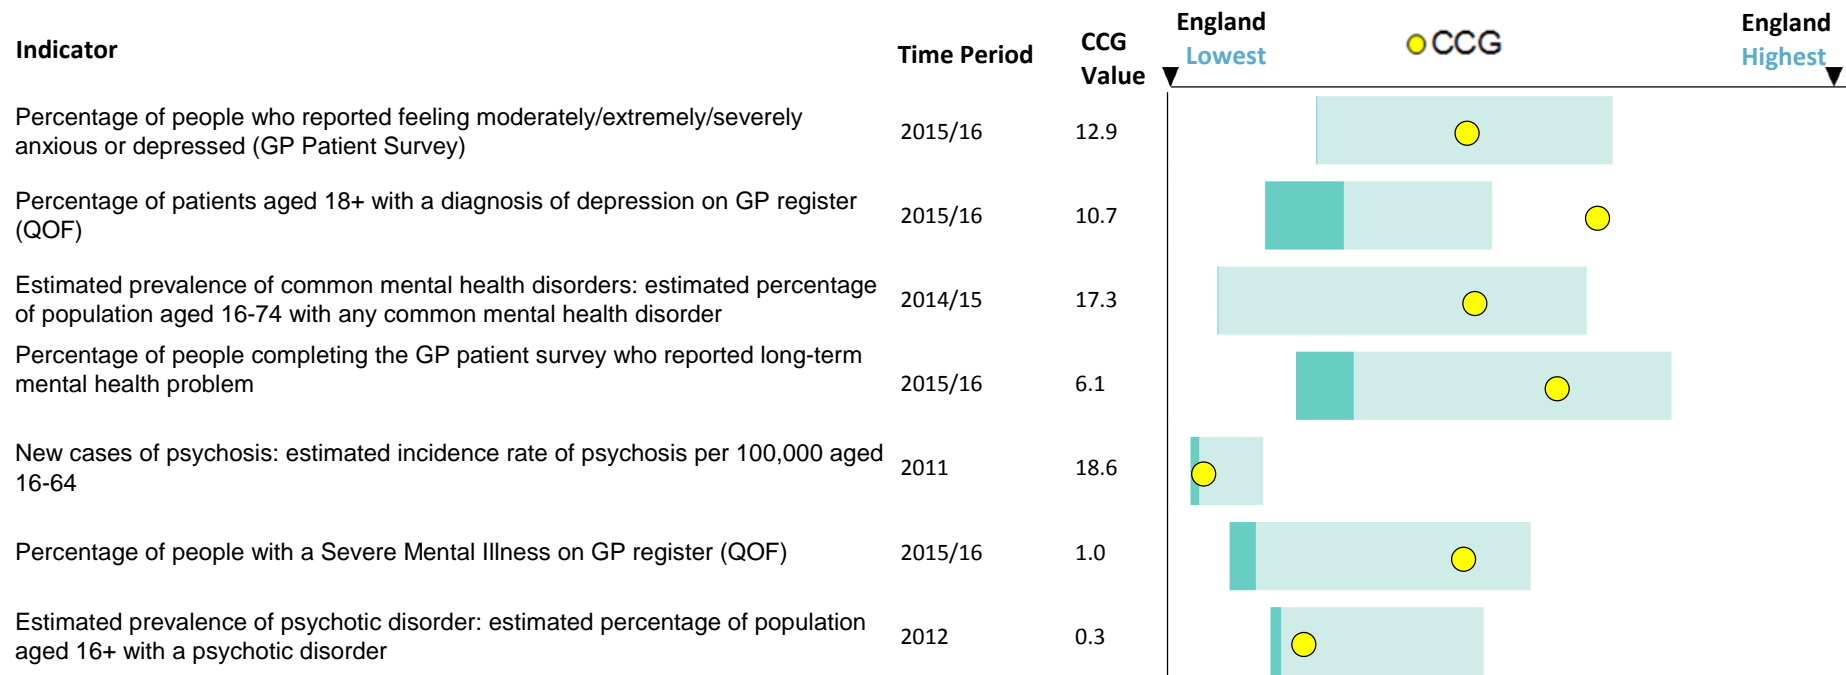 Indicator
Time Period
CCG
Value
England
Lowest
CCG
England
Highest
Percentage of people who reported feeling moderately/extremely/severely
anxious or depressed (GP Patient Survey)
2015/16
12.9
Percentage of patients aged 18+ with a diagnosis of depression on GP register
(QOF)
2015/16
10.7
Estimated prevalence of common mental health disorders: estimated percentage
of population aged 16-74 with any common mental health disorder
2014/15
17.3
Percentage of people completing the GP patient survey who reported long-term
mental health problem
2015/16
6.1
New cases of psychosis: estimated incidence rate of psychosis per 100,000 aged
16-64
2011
18.6
Percentage of people with a Severe Mental Illness on GP register (QOF)
2015/16
1.0
Estimated prevalence of psychotic disorder: estimated percentage of population
aged 16+ with a psychotic disorder
2012
0.3